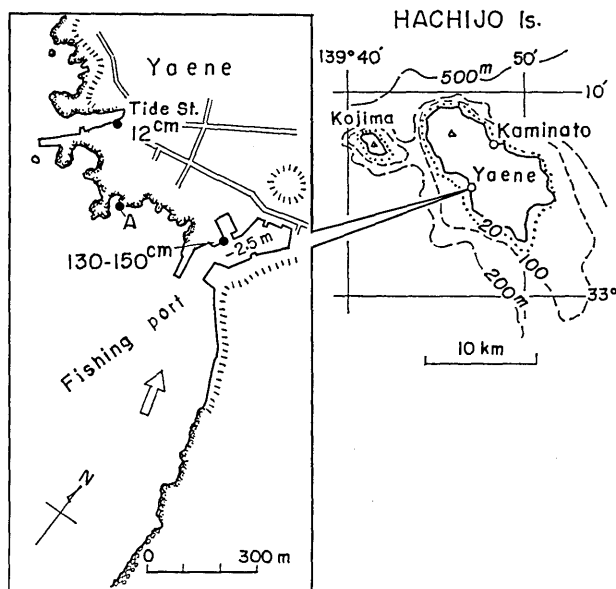 HACHIJO Is.
139°40′
50′
10′
500m
Kojima
Kaminato
Yaene
20
100
200m
33°
10 km
Yaene
Tide St.
12cm
A
130-150cm
-2.5m
Fishing port
N
0
300 m